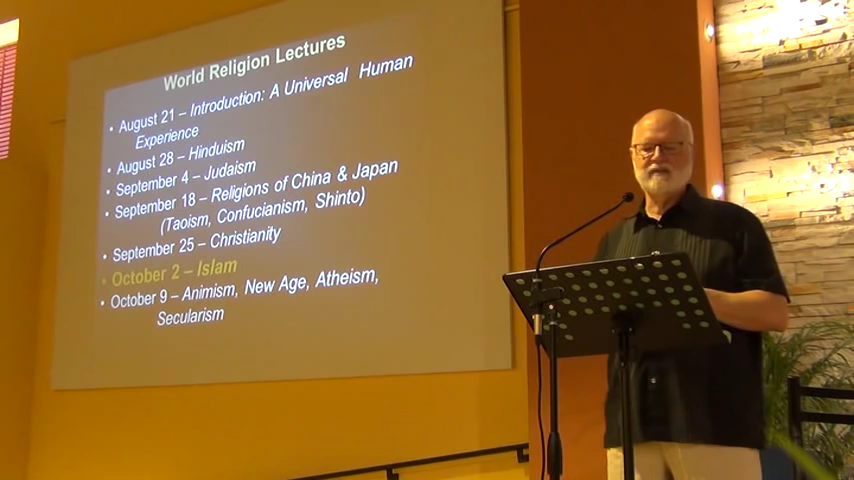 World Religion Lectures
• August 21 – Introduction: A Universal Human
Experience
• August 28 – Hinduism
• September 4 – Judaism
• September 18 – Religions of China & Japan
(Taoism, Confucianism, Shinto)
• September 25 – Christianity
• October 2 – Islam
• October 9 – Animism, New Age, Atheism,
Secularism